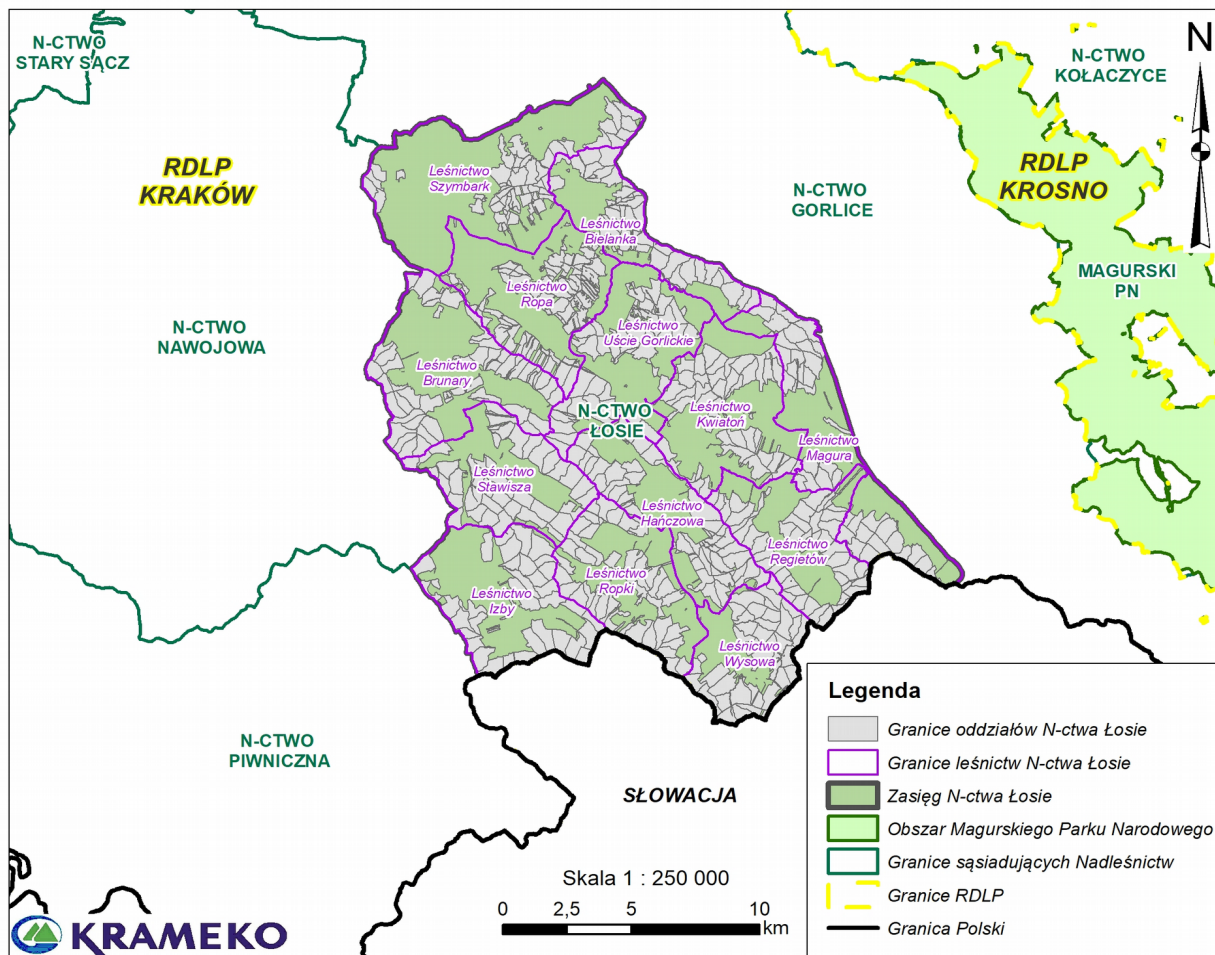 N-CTWO
STARY SĄCZ
N-CTWO
KOŁACZYCE
N
RDLP
KRAKÓW
RDLP
KROSNO
Leśnictwo
Szymbark
N-CTWO
GORLICE
Leśnictwo
Bielanka
MAGURSKI
PN
Leśnictwo
Ropa
N-CTWO
NAWOJOWA
Leśnictwo
Uście Gorlickie
Leśnictwo
Brunary
N-CTWO
ŁOSIE
Leśnictwo
Kwiatoń
Leśnictwo
Magura
Leśnictwo
Stawisza
Leśnictwo
Hańczowa
Leśnictwo
Regietów
Leśnictwo
Izby
Leśnictwo
Ropki
Leśnictwo
Wysowa
N-CTWO
PIWNICZNA
SŁOWACJA
Legenda
Granice oddziałów N-ctwa Łosie
Granice leśnictw N-ctwa Łosie
Zasięg N-ctwa Łosie
Obszar Magurskiego Parku Narodowego
Granice sąsiadujących Nadleśnictw
Granice RDLP
Granica Polski
Skala 1 : 250 000
0 2,5 5 10
km
KRAMEKO